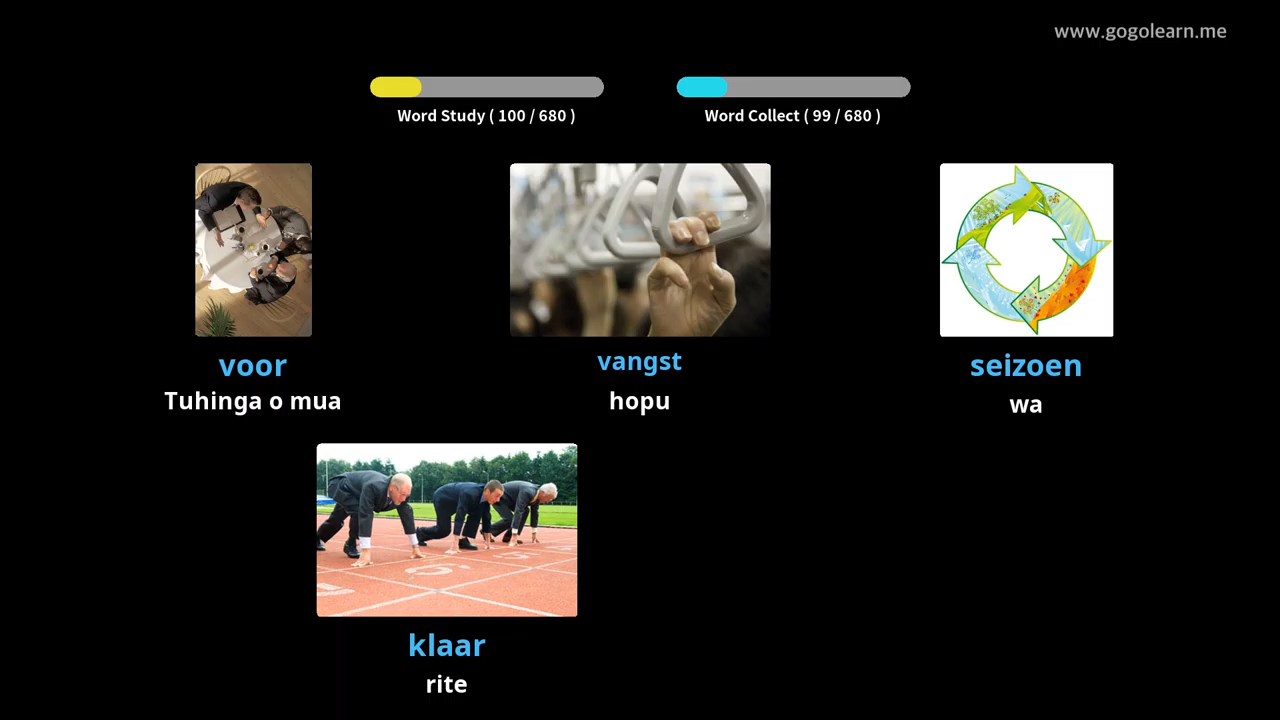 www.gogolearn.me
Word Study ( 100 / 680 )
Word Collect ( 99 / 680 )
voor
Tuhinga o mua
vangst
hopu
seizoen
wa
klaar
rite